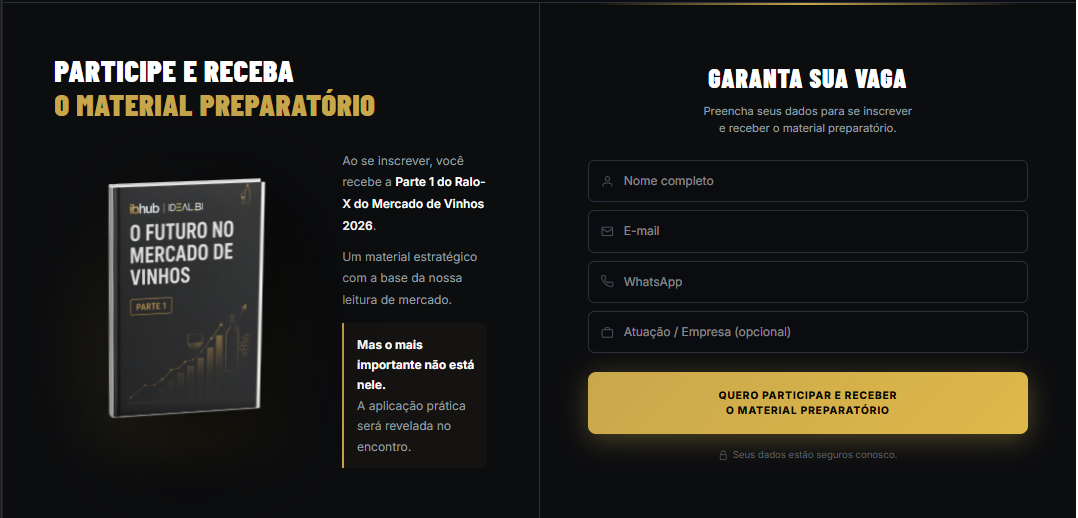 PARTICIPE E RECEBA
O MATERIAL PREPARATÓRIO
ibhub | IDEAL.BI
O FUTURO NO
MERCADO DE
VINHOS
PARTE 1
Ao se inscrever, você
recebe a Parte 1 do Ralo-
X do Mercado de Vinhos
2026.
Um material estratégico
com a base da nossa
leitura de mercado.
Mas o mais
importante não está
nele.
A aplicação prática
será revelada no
encontro.
GARANTA SUA VAGA
Preencha seus dados para se inscrever
e receber o material preparatório.
Nome completo
E-mail
WhatsApp
Atuação / Empresa (opcional)
QUERO PARTICIPAR E RECEBER
O MATERIAL PREPARATÓRIO
Seus dados estão seguros conosco.